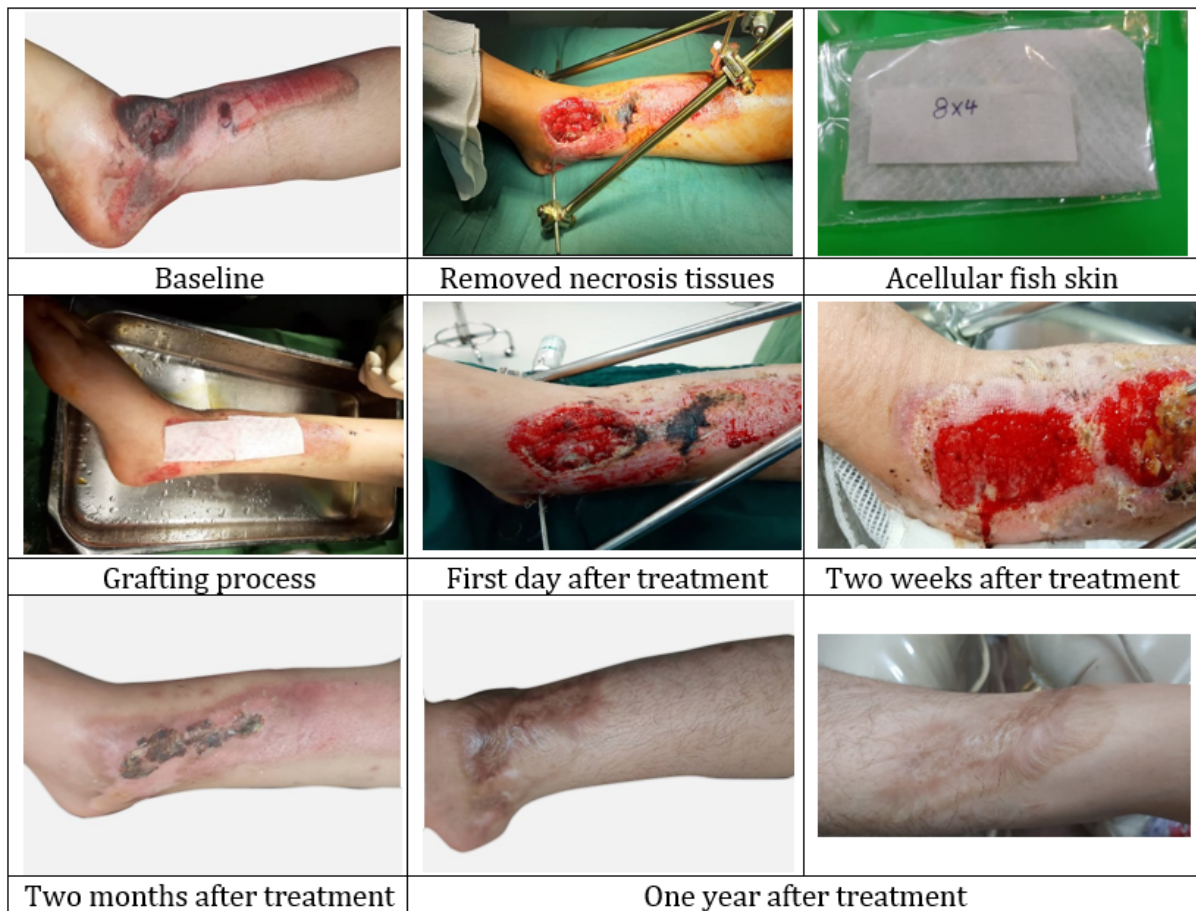 Baseline
Removed necrosis tissues
8x4
Acellular fish skin
Grafting process
First day after treatment
Two weeks after treatment
Two months after treatment
One year after treatment